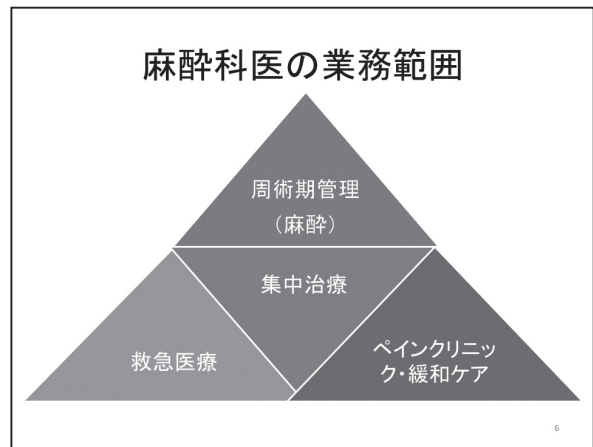 麻酔科医の業務範囲
周術期管理
（麻酔）
集中治療
救急医療
ペインクリニッ
ク・緩和ケア
6